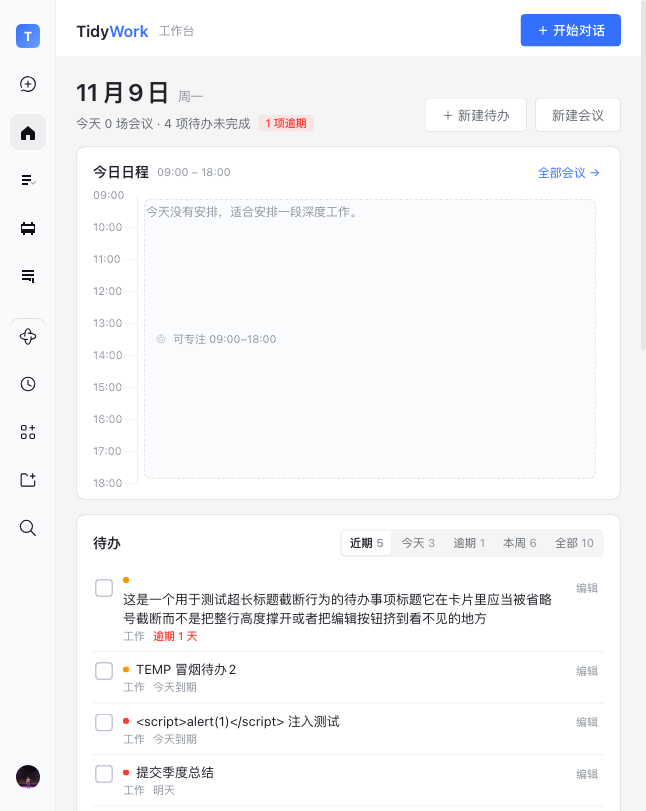 T
TidyWork 工作台
+ 开始对话
11月9日 周一
今天 0 场会议 · 4 项待办未完成 1 项逾期
+ 新建待办
新建会议
今日日程 09:00 – 18:00
全部会议 →
09:00
今天没有安排，适合安排一段深度工作。
10:00
11:00
12:00
13:00
可专注 09:00–18:00
14:00
15:00
16:00
17:00
18:00
待办
近期 5 今天 3 逾期 1 本周 6 全部 10
这是一个用于测试超长标题截断行为的待办事项标题它在卡片里应当被省略
号截断而不是把整行高度撑开或者把编辑按钮挤到看不见的地方
编辑
工作 逾期 1 天
TEMP 冒烟待办2
编辑
工作 今天到期
<script>alert(1)</script> 注入测试
编辑
工作 今天到期
提交季度总结
编辑
工作 明天